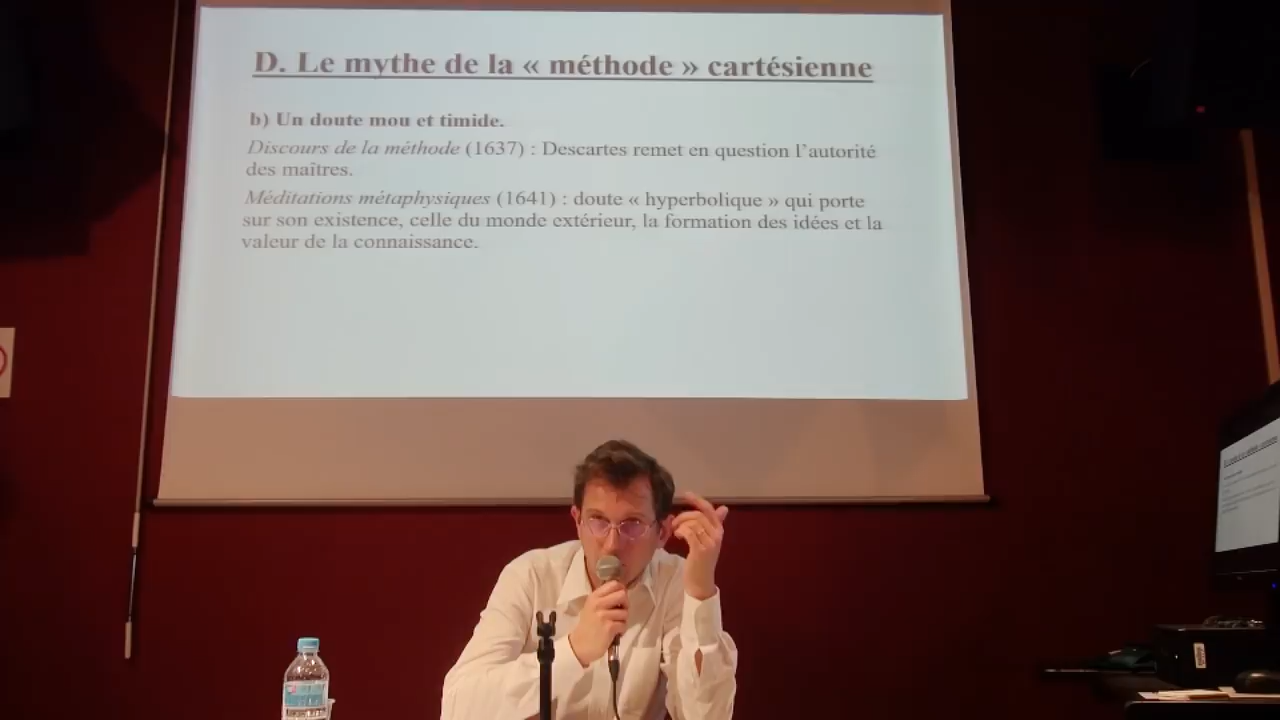 D. Le mythe de la « méthode » cartésienne
b) Un doute mou et timide.
Discours de la méthode (1637) : Descartes remet en question l’autorité
des maîtres.
Méditations métaphysiques (1641) : doute « hyperbolique » qui porte
sur son existence, celle du monde extérieur, la formation des idées et la
valeur de la connaissance.